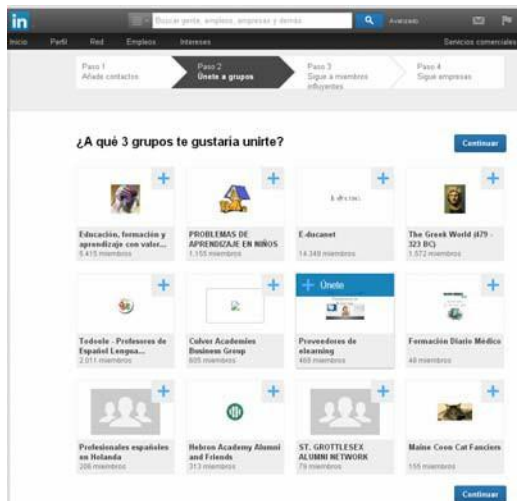 in
Buscar gente, empleos, empresas y demás
Avanzado
Inicio Perfil Red Empleos Intereses Servicios comerciales
Paso 1
Añade contactos
Paso 2
Únete a grupos
Paso 3
Sigue a miembros
influyentes
Paso 4
Sigue empresas
¿A qué 3 grupos te gustaría unirte?
Continuar
Educación, formación y
aprendizaje con valor...
5.415 miembros
PROBLEMAS DE
APRENDIZAJE EN NIÑOS
1.155 miembros
E-ducanet
14.348 miembros
The Greek World (479 -
323 BC)
1.572 miembros
Todoele - Profesores de
Español Lengua...
2.011 miembros
Culver Academies
Business Group
605 miembros
Únete
Proveedores de
elearning
469 miembros
Formación Diario Médico
48 miembros
Profesionales españoles
en Holanda
206 miembros
Hebron Academy Alumni
and Friends
313 miembros
ST. GROTTLESEX
ALUMNI NETWORK
79 miembros
Maine Coon Cat Fanciers
155 miembros
Continuar